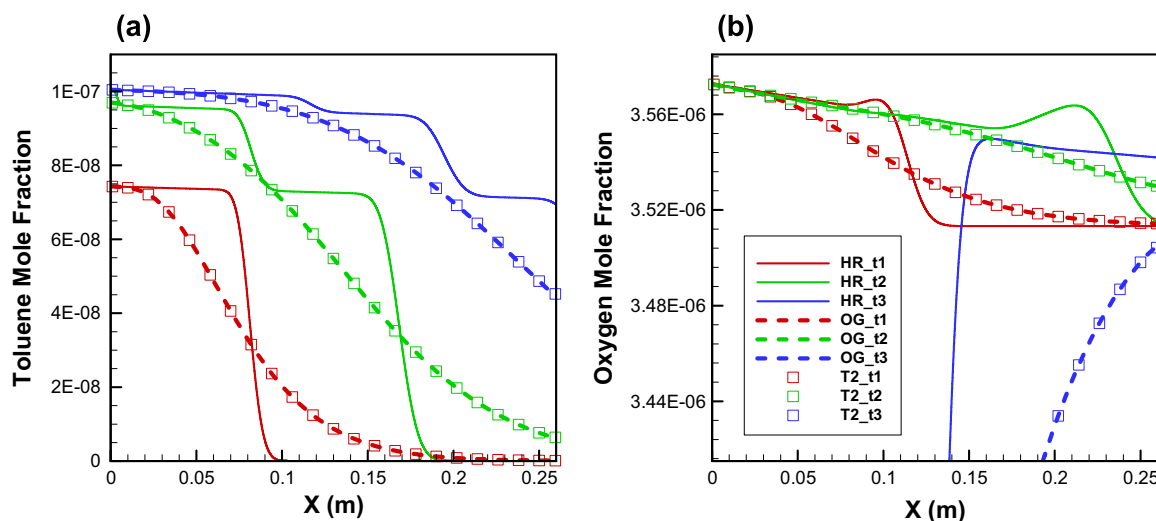 (a)
(b)
Toluene Mole Fraction
1E-07
8E-08
6E-08
4E-08
2E-08
0
0 0.05 0.1 0.15 0.2 0.25
X (m)
Oxygen Mole Fraction
3.56E-06
3.52E-06
3.48E-06
3.44E-06
HR_t1
HR_t2
HR_t3
OG_t1
OG_t2
OG_t3
T2_t1
T2_t2
T2_t3
0 0.05 0.1 0.15 0.2 0.25
X (m)